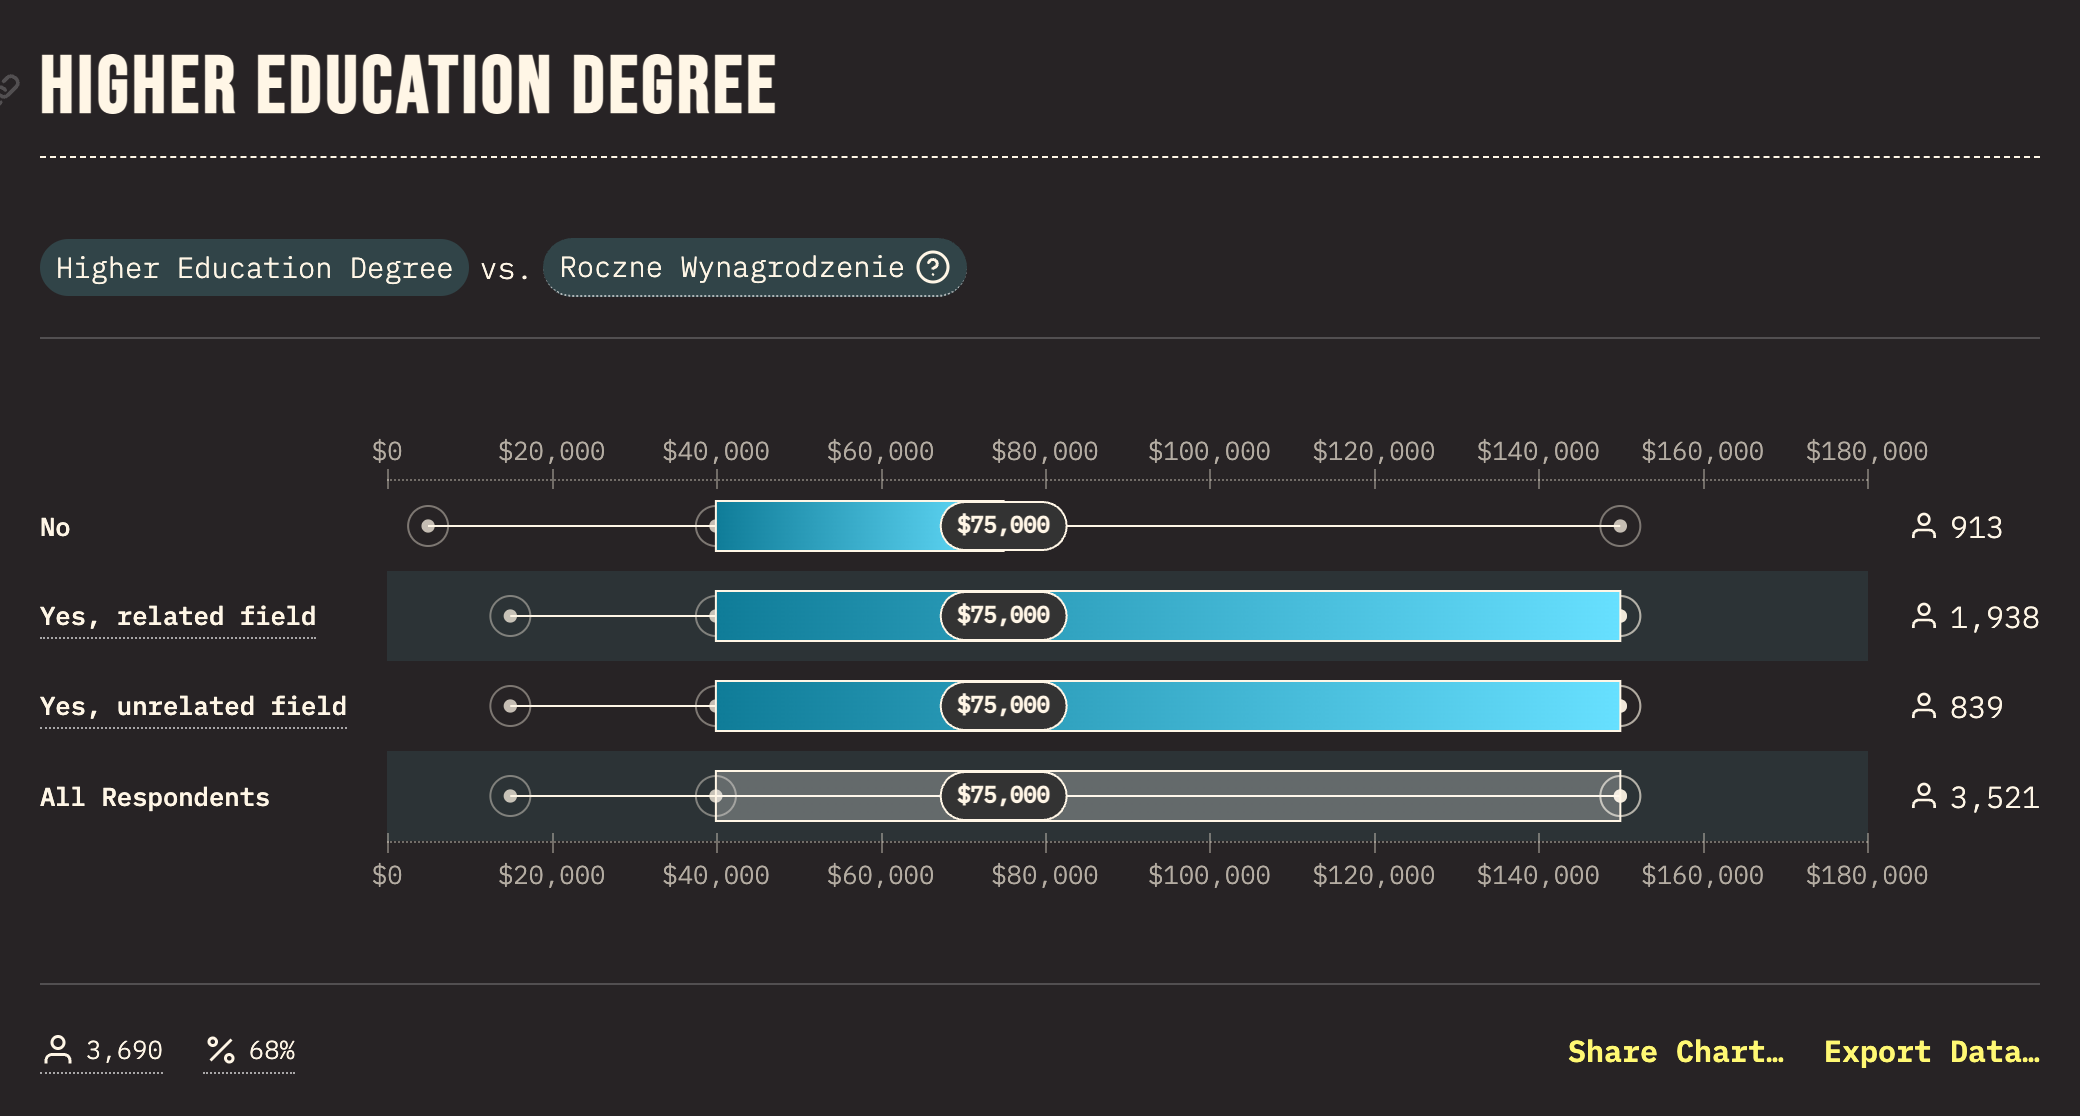 HIGHER EDUCATION DEGREE
Higher Education Degree vs. Roczne Wynagrodzenie ?
$0 $20,000 $40,000 $60,000 $80,000 $100,000 $120,000 $140,000 $160,000 $180,000
No $75,000 913
Yes, related field $75,000 1,938
Yes, unrelated field $75,000 839
All Respondents $75,000 3,521
$0 $20,000 $40,000 $60,000 $80,000 $100,000 $120,000 $140,000 $160,000 $180,000
3,690 % 68% Share Chart… Export Data…